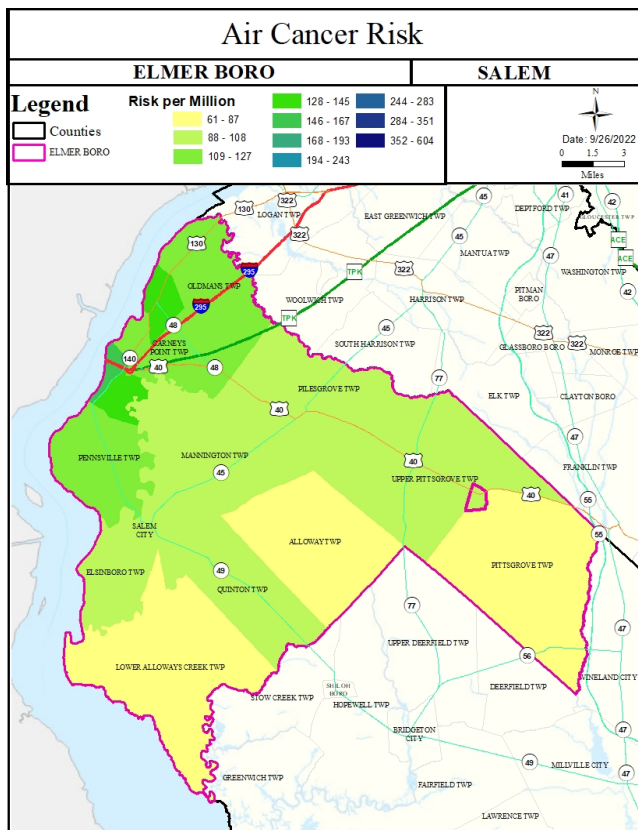 Air Cancer Risk
ELMER BORO
SALEM
Legend
Counties
ELMER BORO
Risk per Million
61 - 87
88 - 108
109 - 127
128 - 145
146 - 167
168 - 193
194 - 243
244 - 283
284 - 351
352 - 604
N
Date: 9/26/2022
0 1.5 3
Miles
130 LOGAN TWP 322
322
EAST GREENWICH TWP 45
DEPTFORD TWP 41
42
GLOUCESTER TWP
130
45
MANTUA TWP
47
ACE
ACE
OLDMANS TWP
295
TPK
322
WASHINGTON TWP
42
295
WOOLWICH TWP
HARRISON TWP
PITMAN
BORO
TPK
48
45
322
322
CARNEYS
POINT TWP
SOUTH HARRISON TWP
GLASSBORO BORO
MONROE TWP
140
40
48
77
PILESGROVE TWP
ELK TWP
CLAYTON BORO
40
47
PENNSVILLE TWP
MANNINGTON TWP
45
40
UPPER PITTSGROVE TWP
FRANKLIN TWP
40
55
SALEM
CITY
ALLOWAY TWP
55
ELSINBORO TWP
49
QUINTON TWP
PITTSGROVE TWP
77
47
UPPER DEERFIELD TWP
56
LOWER ALLOWAYS CREEK TWP
VINELAND CITY
SHILOH
BORO
DEERFIELD TWP
STOW CREEK TWP
HOPEWELL TWP
BRIDGETON
CITY
47
49
MILLVILLE CITY
GREENWICH TWP
47
FAIRFIELD TWP
LAWRENCE TWP